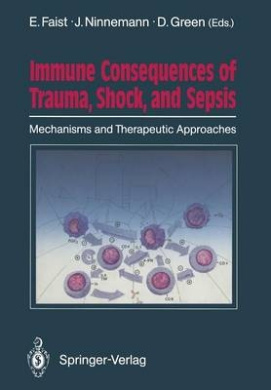 E. Faist · J. Ninnemann · D. Green (Eds.)
Immune Consequences of
Trauma, Shock, and Sepsis
Mechanisms and Therapeutic Approaches
Springer-Verlag